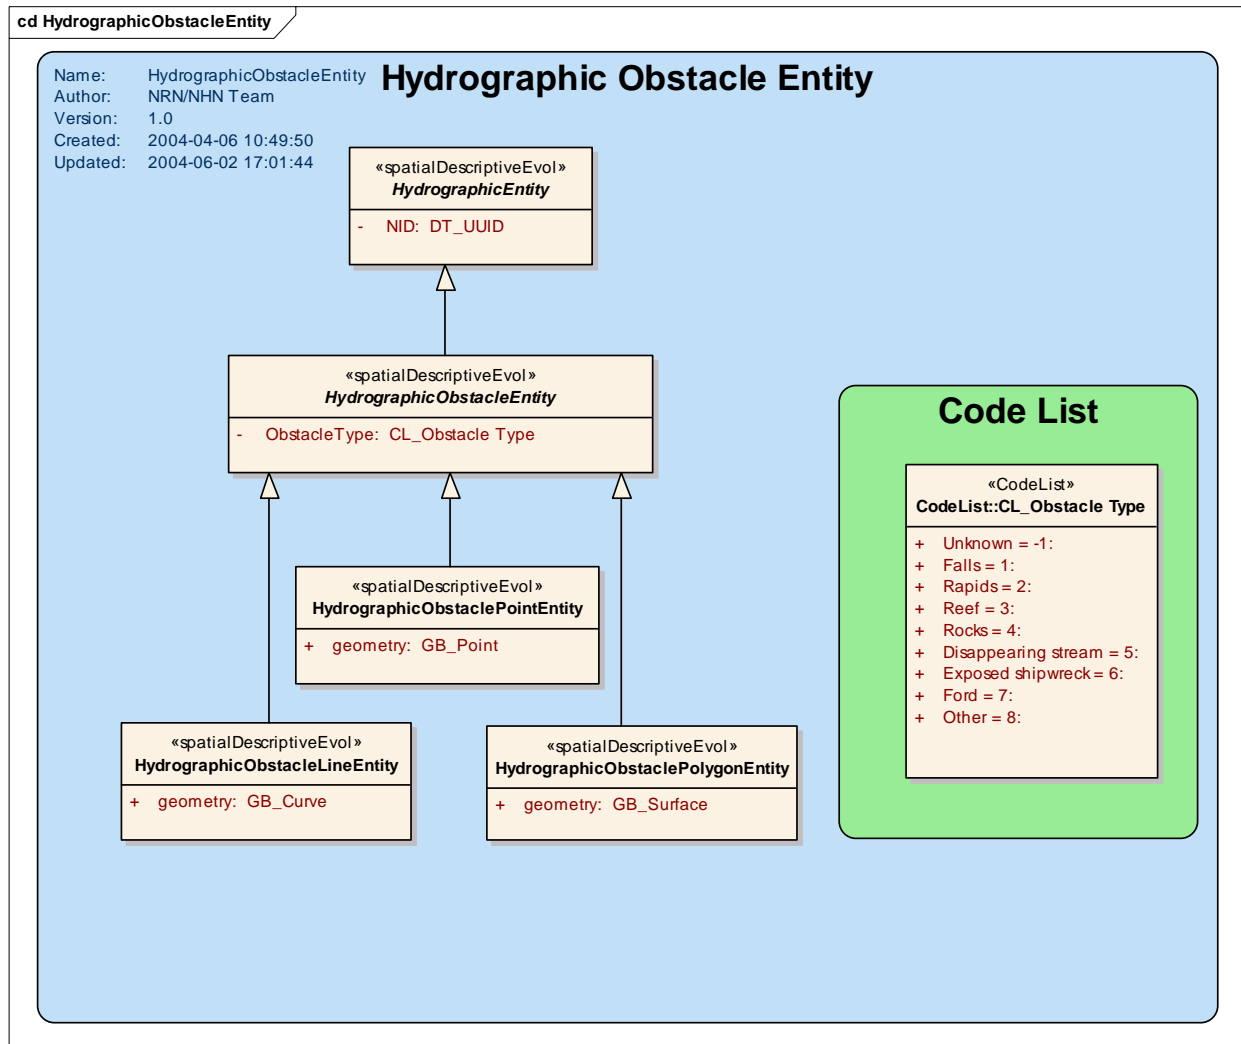 cd HydrographicObstacleEntity
Hydrographic Obstacle Entity
Name: HydrographicObstacleEntity
Author: NRN/NHN Team
Version: 1.0
Created: 2004-04-06 10:49:50
Updated: 2004-06-02 17:01:44
«spatialDescriptiveEvol»
HydrographicEntity
- NID: DT_UUID
«spatialDescriptiveEvol»
HydrographicObstacleEntity
- ObstacleType: CL_Obstacle Type
«spatialDescriptiveEvol»
HydrographicObstaclePointEntity
+ geometry: GB_Point
«spatialDescriptiveEvol»
HydrographicObstacleLineEntity
+ geometry: GB_Curve
«spatialDescriptiveEvol»
HydrographicObstaclePolygonEntity
+ geometry: GB_Surface
Code List
«CodeList»
CodeList::CL_Obstacle Type
+ Unknown = -1:
+ Falls = 1:
+ Rapids = 2:
+ Reef = 3:
+ Rocks = 4:
+ Disappearing stream = 5:
+ Exposed shipwreck = 6:
+ Ford = 7:
+ Other = 8: